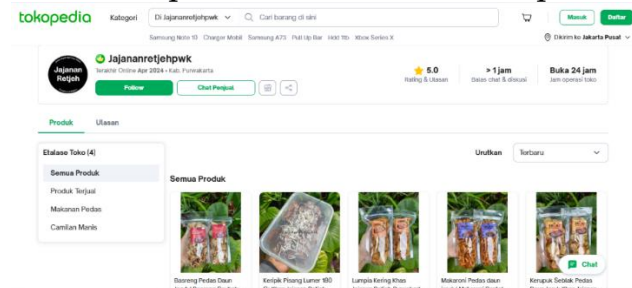 tokopedia Kategori Di Jajananretjehpwk Cari barang di sini Masuk Daftar
Samsung Note 10 Charger Mobil Samsung A73 Pull Up Bar Hdd 1tb Xbox Series X Dikirim ke Jakarta Pusat
Jajanan
Retjeh
Jajananretjehpwk
Terakhir Online Apr 2024 • Kab. Purwakarta
Follow Chat Penjual
5.0
Rating & Ulasan
> 1 jam
Balas chat & diskusi
Buka 24 jam
Jam operasi toko
Produk Ulasan
Etalase Toko (4)
Semua Produk
Produk Terjual
Makanan Pedas
Camilan Manis
Urutkan Terbaru
Semua Produk
Basreng Pedas Daun
Keripik Pisang Lumer 180
Lumpia Kering Khas
Makaroni Pedas daun
Kerupuk Seblak Pedas
Chat